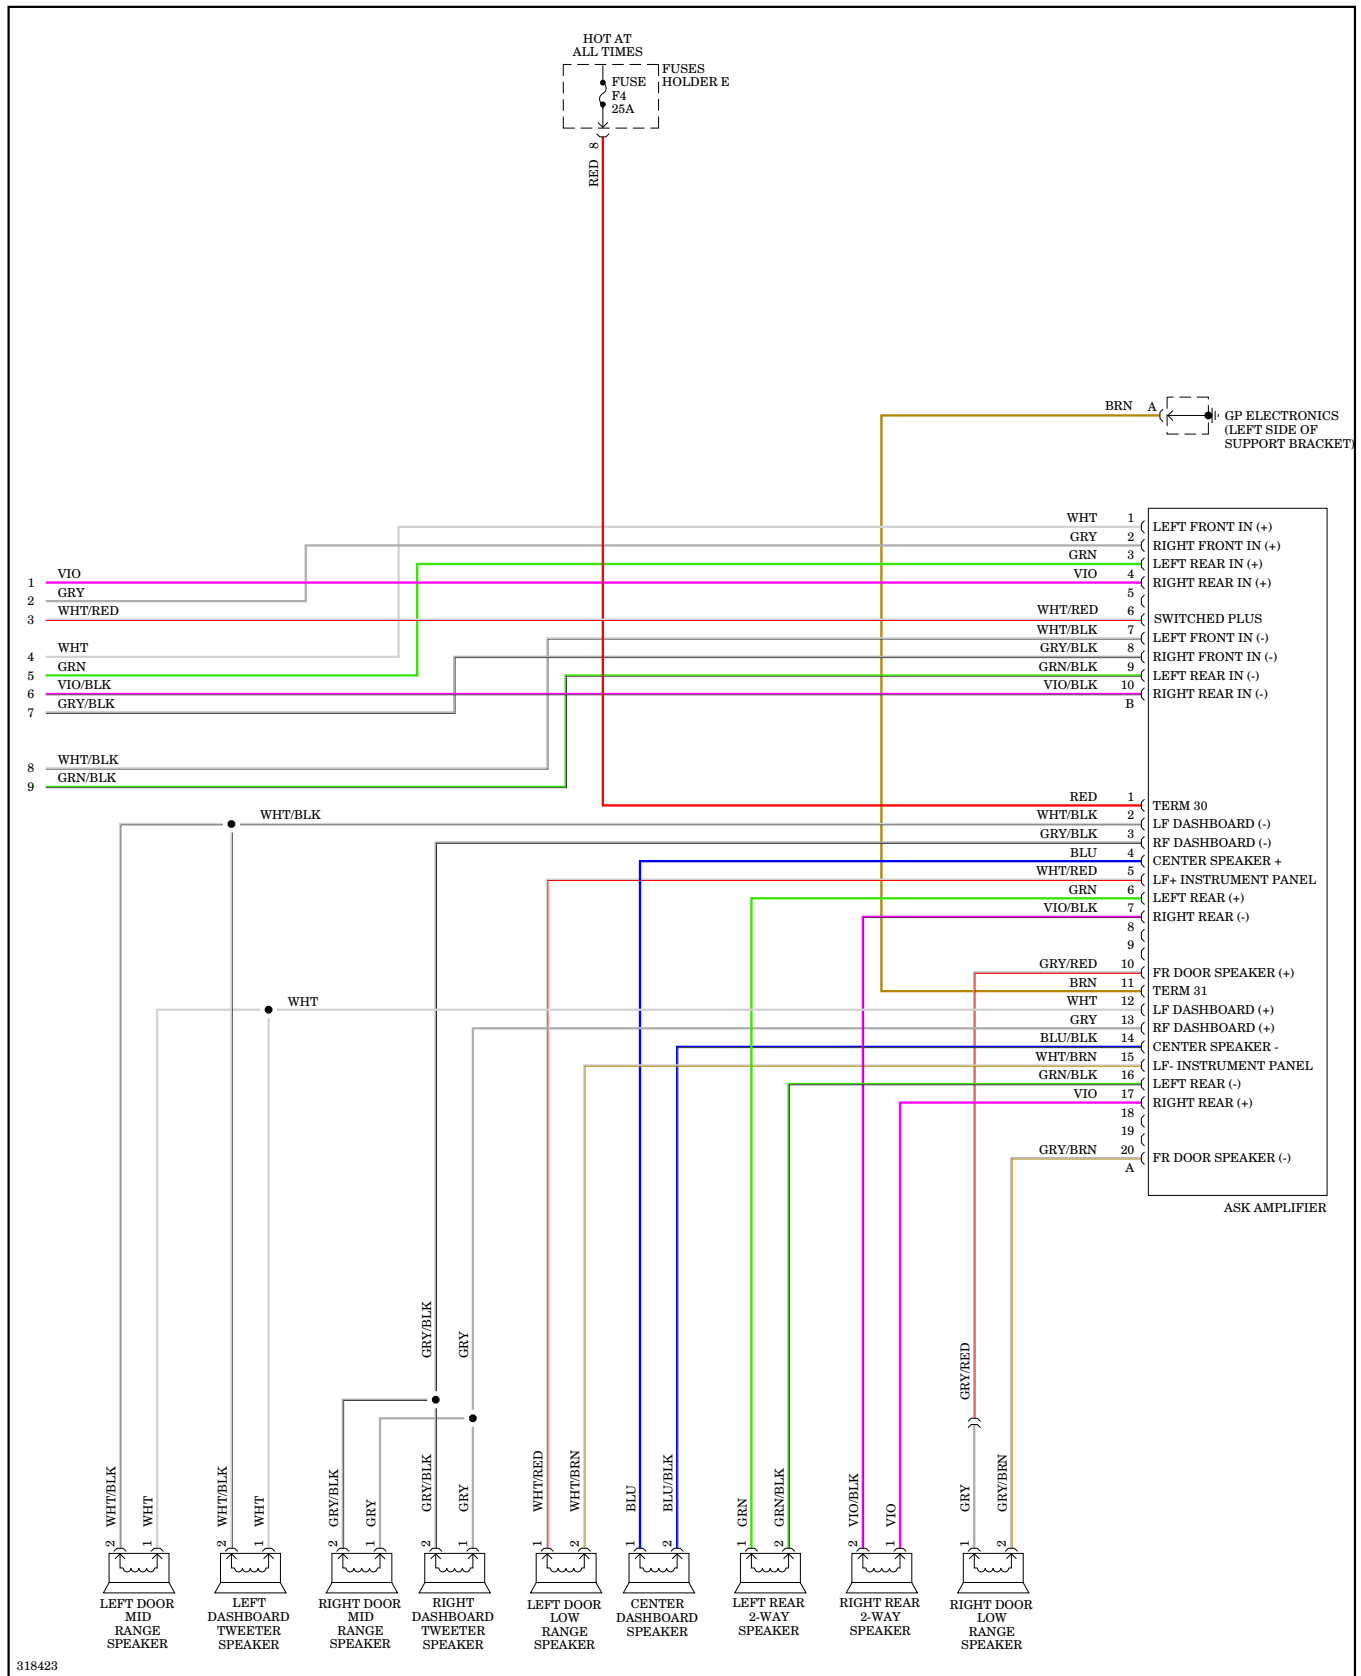 HOT AT
ALL TIMES
FUSES
HOLDER E
FUSE
F4
25A
8
RED
BRN A
GP ELECTRONICS
(LEFT SIDE OF
SUPPORT BRACKET)
WHT 1 LEFT FRONT IN (+)
GRY 2 RIGHT FRONT IN (+)
GRN 3 LEFT REAR IN (+)
VIO 4 RIGHT REAR IN (+)
5
WHT/RED 6 SWITCHED PLUS
WHT/BLK 7 LEFT FRONT IN (-)
GRY/BLK 8 RIGHT FRONT IN (-)
GRN/BLK 9 LEFT REAR IN (-)
VIO/BLK 10 RIGHT REAR IN (-)
B
1 VIO
2 GRY
3 WHT/RED
4 WHT
5 GRN
6 VIO/BLK
7 GRY/BLK
8 WHT/BLK
9 GRN/BLK
RED 1 TERM 30
WHT/BLK
WHT/BLK 2 LF DASHBOARD (-)
GRY/BLK 3 RF DASHBOARD (-)
BLU 4 CENTER SPEAKER +
WHT/RED 5 LF+ INSTRUMENT PANEL
GRN 6 LEFT REAR (+)
VIO/BLK 7 RIGHT REAR (-)
8
9
GRY/RED 10 FR DOOR SPEAKER (+)
BRN 11 TERM 31
WHT
WHT 12 LF DASHBOARD (+)
GRY 13 RF DASHBOARD (+)
BLU/BLK 14 CENTER SPEAKER -
WHT/BRN 15 LF- INSTRUMENT PANEL
GRN/BLK 16 LEFT REAR (-)
VIO 17 RIGHT REAR (+)
18
19
GRY/BRN 20 FR DOOR SPEAKER (-)
A
ASK AMPLIFIER
GRY/BLK
GRY
GRY/RED
WHT/BLK
WHT
WHT/BLK
WHT
GRY/BLK
GRY
GRY/BLK
GRY
WHT/RED
WHT/BRN
BLU
BLU/BLK
GRN
GRN/BLK
VIO/BLK
VIO
GRY
GRY/BRN
2 1 2 1 2 1 2 1 1 2 1 2 1 2 2 1 1 2
LEFT DOOR
MID
RANGE
SPEAKER
LEFT
DASHBOARD
TWEETER
SPEAKER
RIGHT DOOR
MID
RANGE
SPEAKER
RIGHT
DASHBOARD
TWEETER
SPEAKER
LEFT DOOR
LOW
RANGE
SPEAKER
CENTER
DASHBOARD
SPEAKER
LEFT REAR
2-WAY
SPEAKER
RIGHT REAR
2-WAY
SPEAKER
RIGHT DOOR
LOW
RANGE
SPEAKER
318423